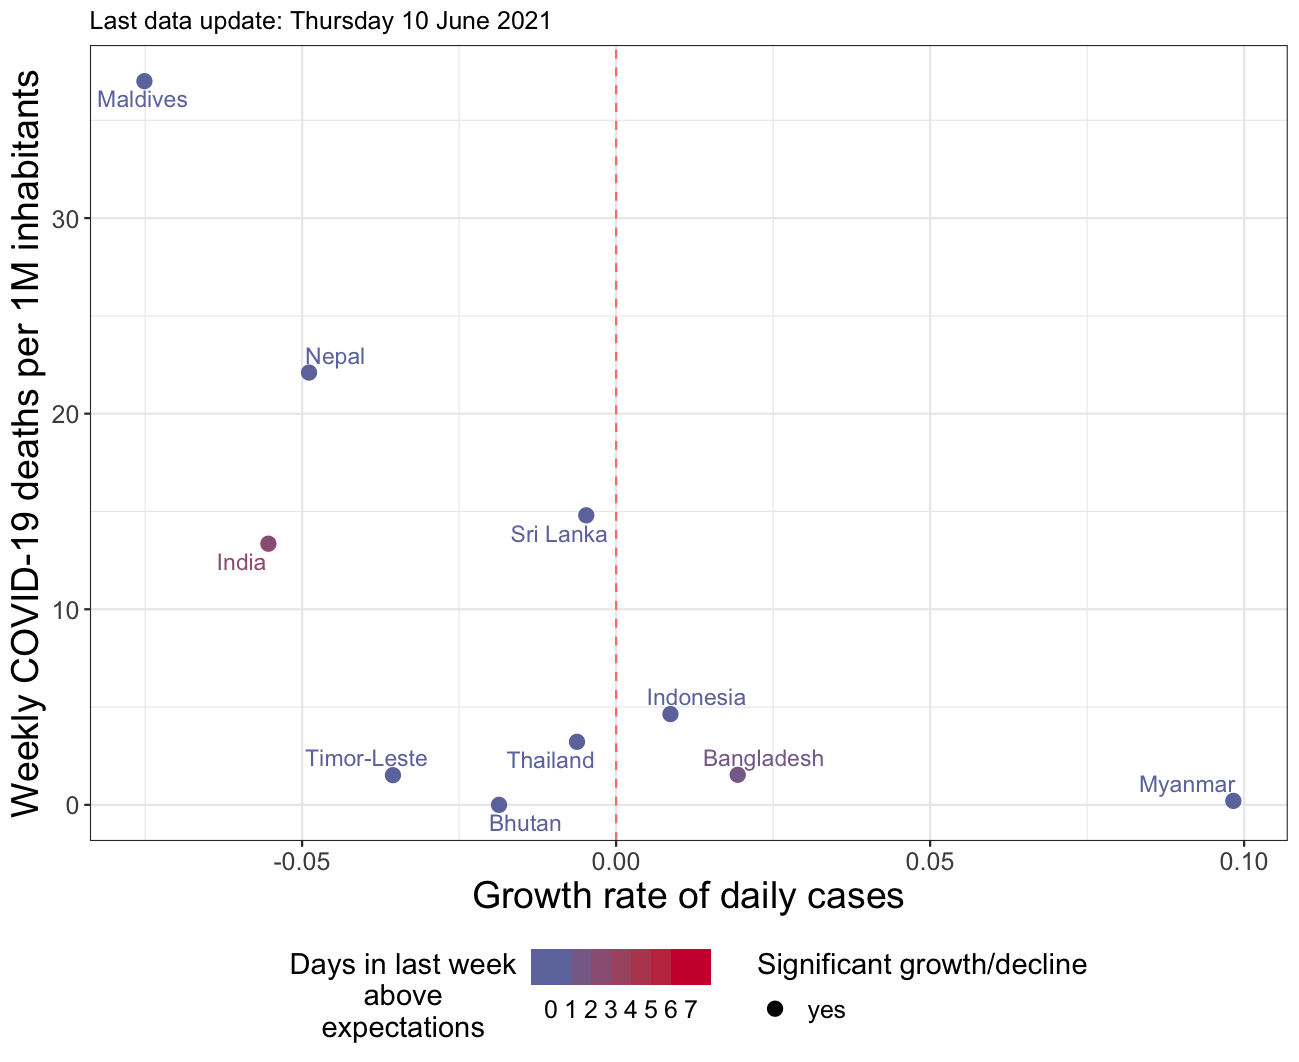 Last data update: Thursday 10 June 2021
Weekly COVID-19 deaths per 1M inhabitants
30
20
10
0
Maldives
Nepal
Sri Lanka
India
Indonesia
Timor-Leste
Thailand
Bangladesh
Myanmar
Bhutan
-0.05
0.00
0.05
0.10
Growth rate of daily cases
Days in last week
above
expectations
0 1 2 3 4 5 6 7
Significant growth/decline
yes